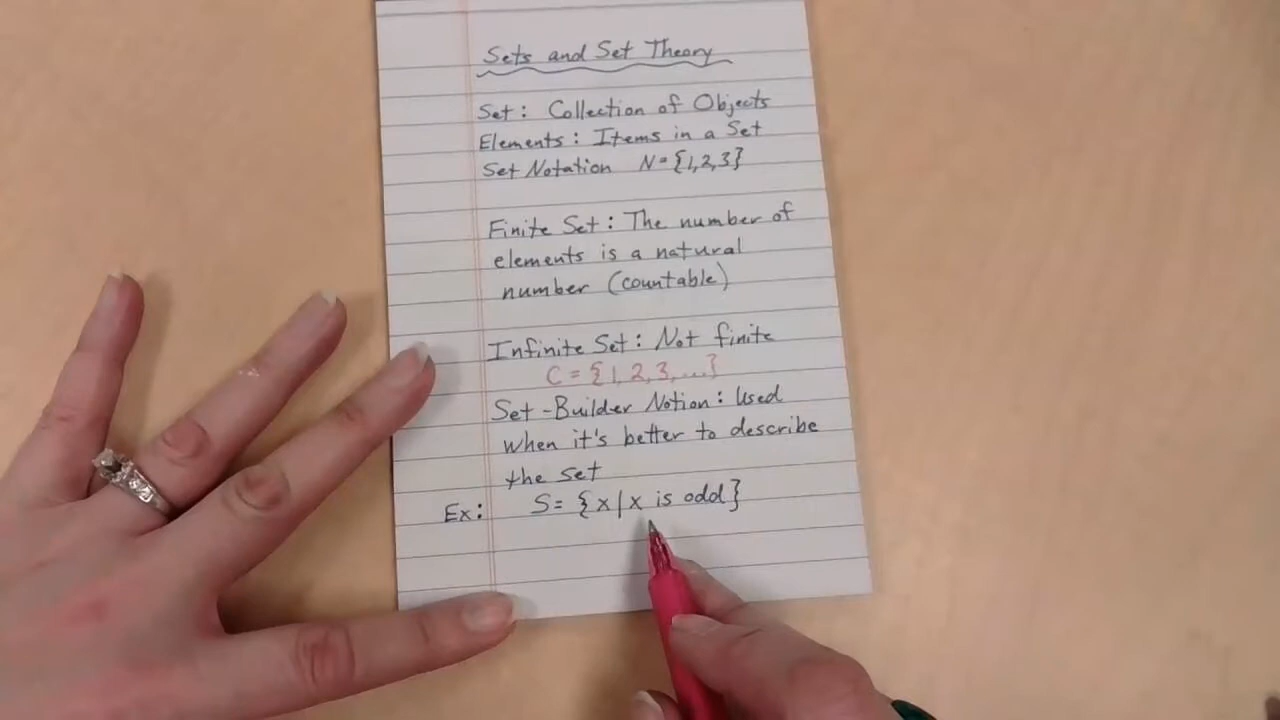 Sets and Set Theory
Set: Collection of Objects
Elements: Items in a Set
Set Notation N={1,2,3}
Finite Set: The number of
elements is a natural
number (countable)
Infinite Set: Not finite
C = {1, 2, 3, ...}
Set-Builder Notion: Used
when it's better to describe
the set
Ex: S= {x|x is odd}